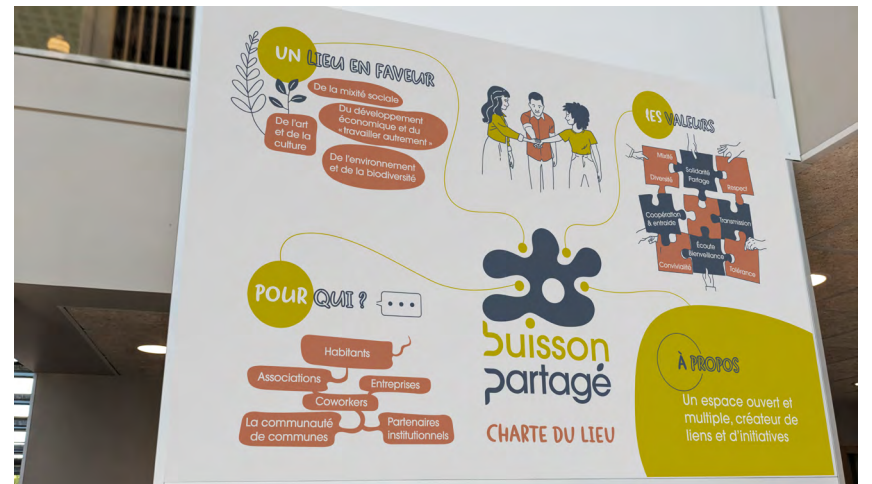 UN LIEU EN FAVEUR
De la mixité sociale
Du développement
économique et du
« travailler autrement »
De l'art
et de la
culture
De l'environnement
et de la biodiversité
LES VALEURS
Mixité
Diversité
Solidarité
Partage
Respect
Coopération
& entraide
Transmission
Écoute
Bienveillance
Convivialité
Tolérance
POUR QUI ?
Habitants
Associations
Entreprises
Coworkers
La communauté
de communes
Partenaires
institutionnels
buisson
partagé
CHARTE DU LIEU
À PROPOS
Un espace ouvert et
multiple, créateur de
liens et d'initiatives